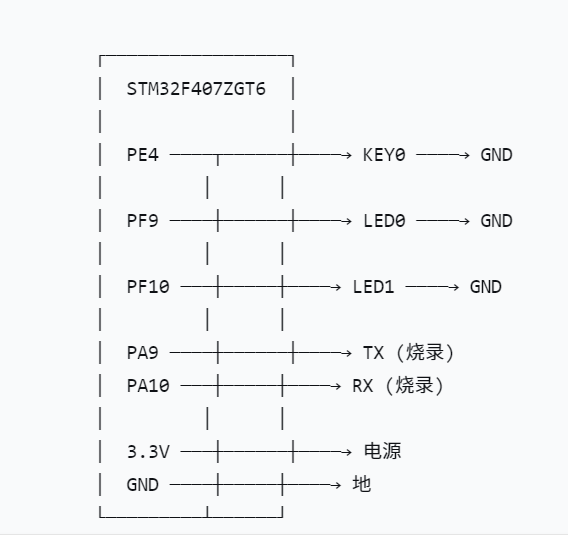 STM32F407ZGT6
PE4 KEY0 GND
PF9 LED0 GND
PF10 LED1 GND
PA9 TX (烧录)
PA10 RX (烧录)
3.3V 电源
GND 地